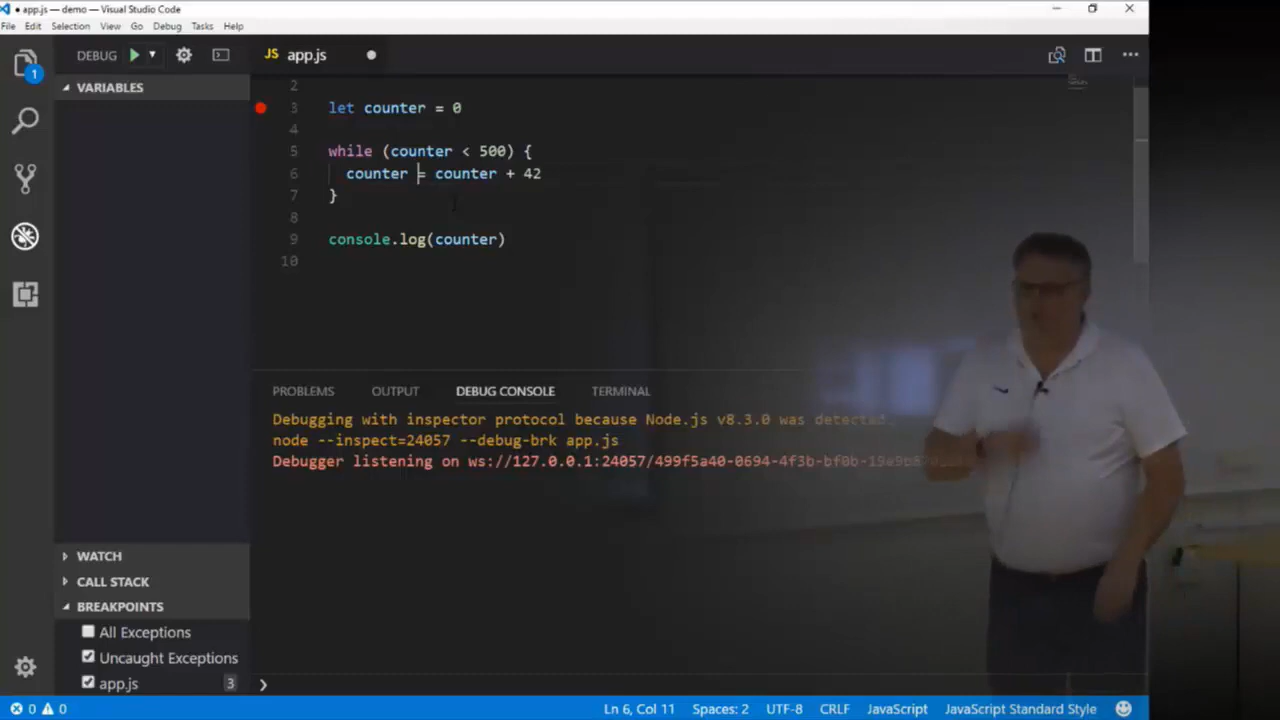 ● app.js — demo — Visual Studio Code
File Edit Selection View Go Debug Tasks Help
1
DEBUG
JS app.js
VARIABLES
2
3 let counter = 0
4
5 while (counter < 500) {
6 counter = counter + 42
7 }
8
9 console.log(counter)
10
PROBLEMS OUTPUT DEBUG CONSOLE TERMINAL
Debugging with inspector protocol because Node.js v8.3.0 was detected.
node --inspect=24057 --debug-brk app.js
Debugger listening on ws://127.0.0.1:24057/499f5a40-0694-4f3b-bf0b-
WATCH
CALL STACK
BREAKPOINTS
All Exceptions
Uncaught Exceptions
app.js 3
0 0 Ln 6, Col 11 Spaces: 2 UTF-8 CRLF JavaScript JavaScript Standard Style